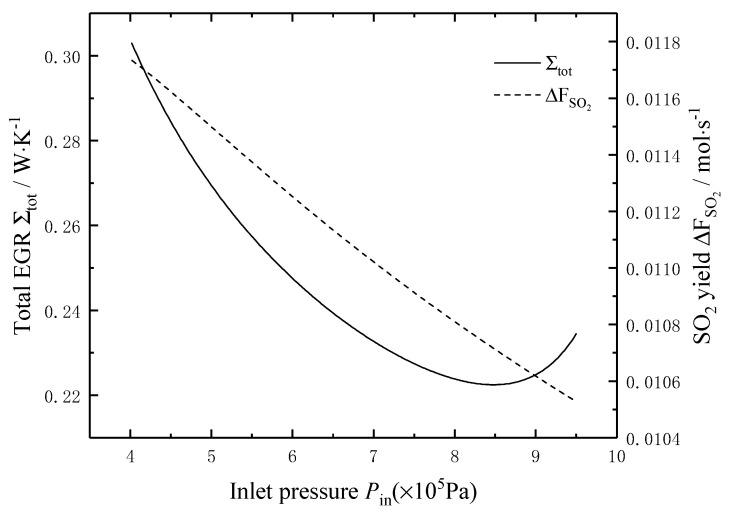 Total EGR Σtot / W·K-1
0.30
0.28
0.26
0.24
0.22
Σtot
ΔFSO2
0.0118
0.0116
0.0114
0.0112
0.0110
0.0108
0.0106
0.0104
SO2 yield ΔFSO2 / mol·s-1
4 5 6 7 8 9 10
Inlet pressure Pin(×105Pa)